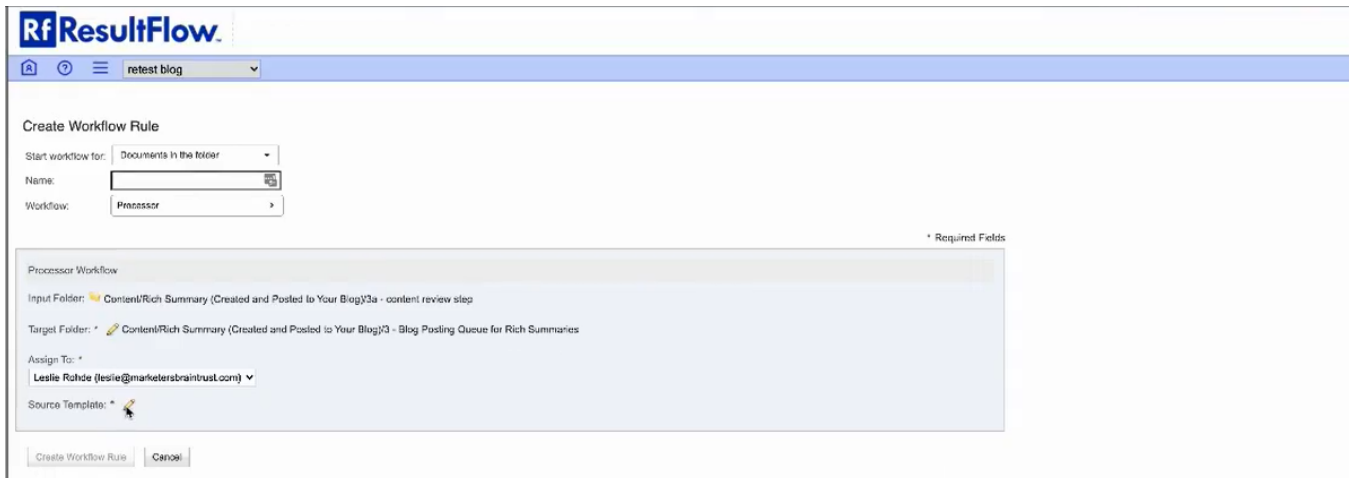 Rf ResultFlow™
retest blog
Create Workflow Rule
Start workflow for: Documents in the folder
Name:
Workflow: Processor
* Required Fields
Processor Workflow
Input Folder: Content/Rich Summary (Created and Posted to Your Blog)/3a - content review step
Target Folder: * Content/Rich Summary (Created and Posted to Your Blog)/3 - Blog Posting Queue for Rich Summaries
Assign To: *
Leslie Rohde (leslie@marketersbraintrust.com)
Source Template: *
Create Workflow Rule Cancel